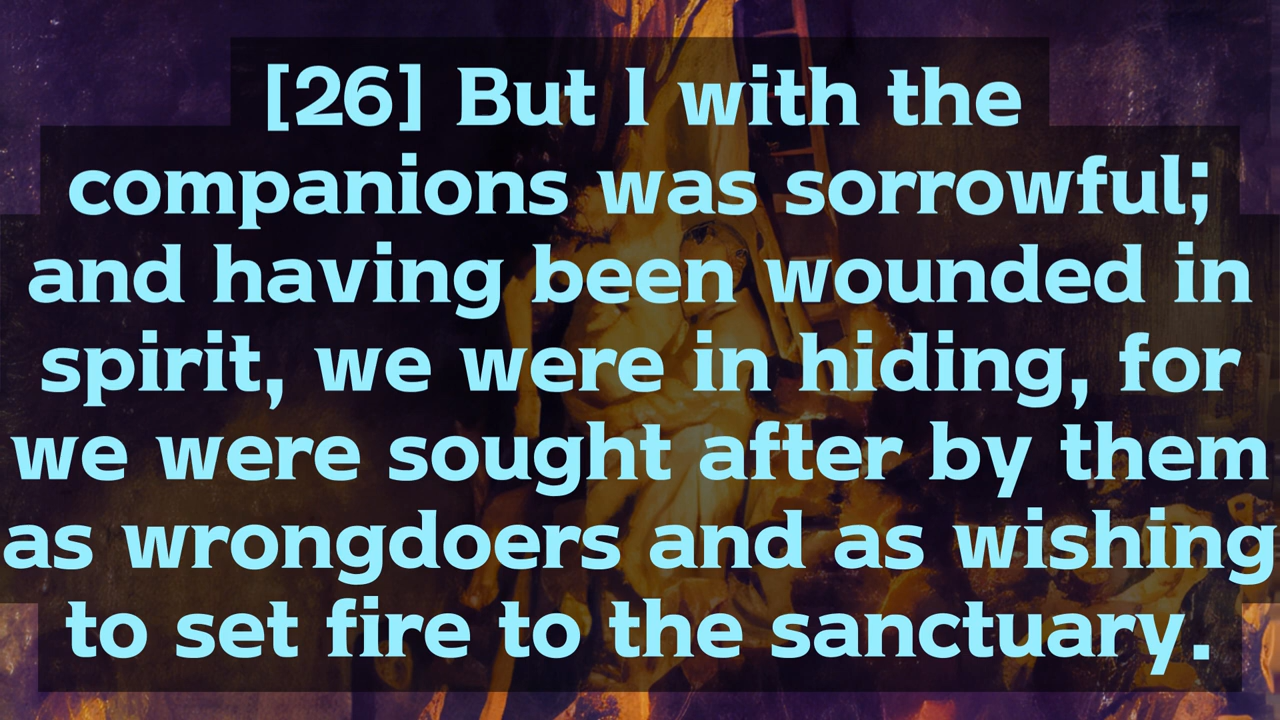 [26] But I with the
companions was sorrowful;
and having been wounded in
spirit, we were in hiding, for
we were sought after by them
as wrongdoers and as wishing
to set fire to the sanctuary.